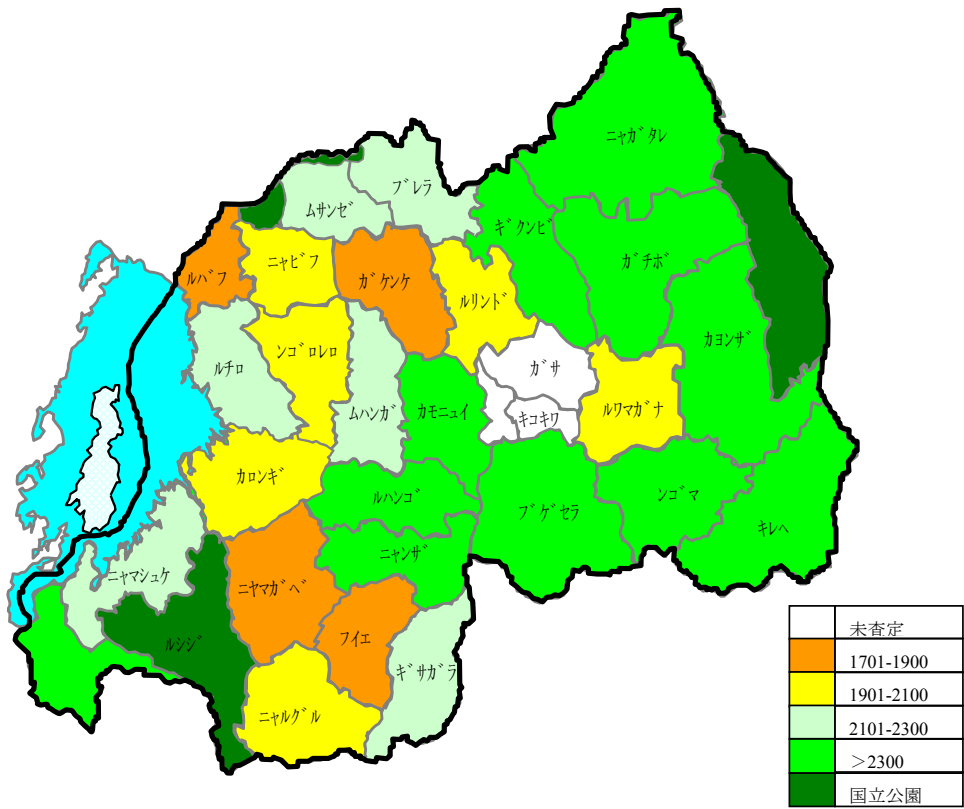 ニャガタレ
ブレラ
ムサンゼ
ギクンビ
ニャビフ
ガケンケ
ルバフ
ルリンド
ガチボ
カヨンザ
ンゴロレロ
ルチロ
ガサ
ムハンガ
カモニュイ
キコキワ
ルワマガナ
カロンギ
ルハンゴ
ブゲセラ
ンゴマ
キレヘ
ニャンザ
ニャマシュケ
ニヤマガベ
フイエ
ルシジ
ギサガラ
ニャルグル
未査定
1701-1900
1901-2100
2101-2300
＞2300
国立公園